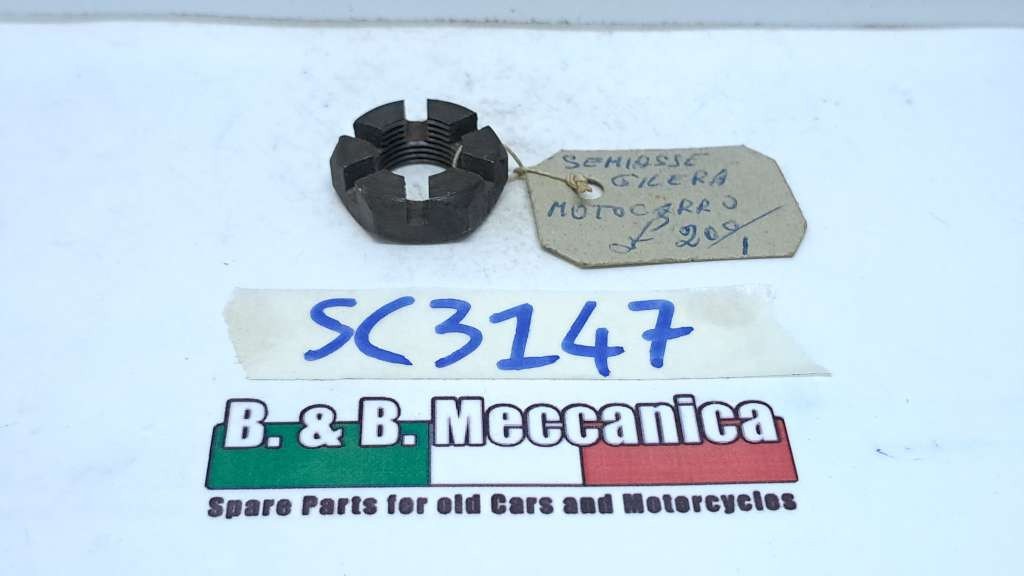 SEMIASSE
GILERA
MOTOCARRO
£ 200/1
SC3147
B. & B. Meccanica
Spare Parts for old Cars and Motorcycles